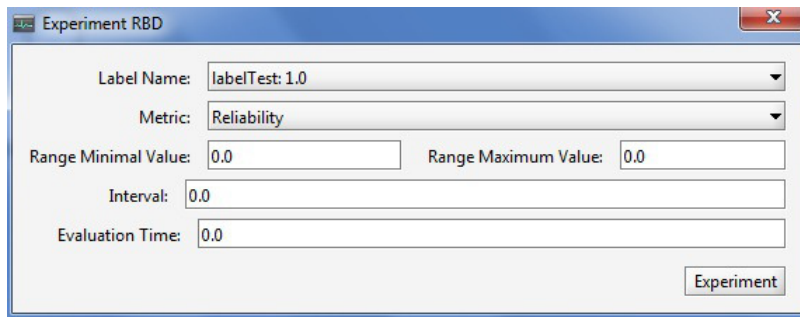 Experiment RBD
Label Name: labelTest: 1.0
Metric: Reliability
Range Minimal Value: 0.0 Range Maximum Value: 0.0
Interval: 0.0
Evaluation Time: 0.0
Experiment